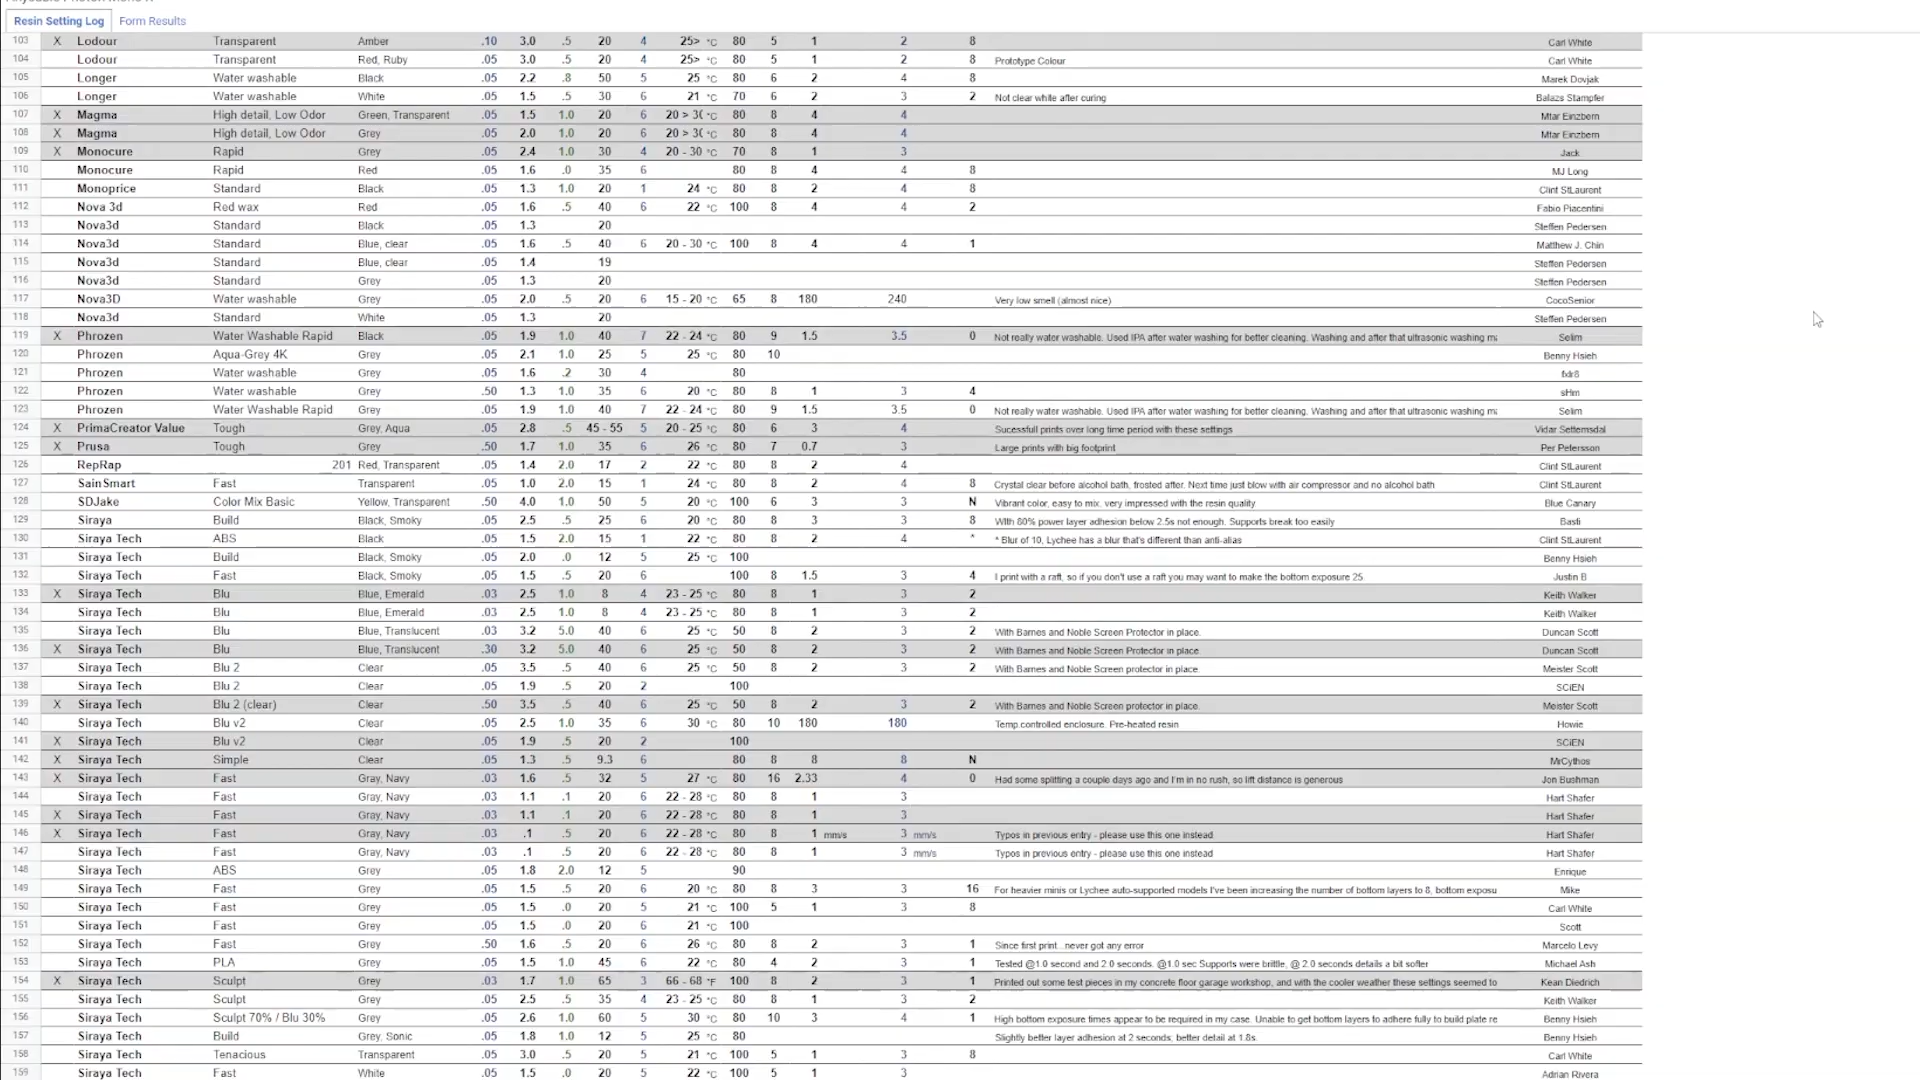 Resin Setting Log Form Results
103 X Lodour Transparent Amber .10 3.0 .5 20 4 25> °C 80 5 1 2 8 Carl White
104 Lodour Transparent Red, Ruby .05 3.0 .5 20 4 25> °C 80 5 1 2 8 Prototype Colour Carl White
105 Longer Water washable Black .05 2.2 .8 50 5 25 °C 80 6 2 4 8 Marek Dovjak
106 Longer Water washable White .05 1.5 .5 30 6 21 °C 70 6 2 3 2 Not clear white after curing Balazs Stampfer
107 X Magma High detail, Low Odor Green, Transparent .05 1.5 1.0 20 6 20 > 3( °C 80 8 4 4 Mtar Einzbern
108 X Magma High detail, Low Odor Grey .05 2.0 1.0 20 6 20 > 3( °C 80 8 4 4 Mtar Einzbern
109 X Monocure Rapid Grey .05 2.4 1.0 30 4 20 - 30 °C 70 8 1 3 Jack
110 Monocure Rapid Red .05 1.6 .0 35 6 80 8 4 4 8 MJ Long
111 Monoprice Standard Black .05 1.3 1.0 20 1 24 °C 80 8 2 4 8 Clint StLaurent
112 Nova 3d Red wax Red .05 1.6 .5 40 6 22 °C 100 8 4 4 2 Fabio Piacentini
113 Nova3d Standard Black .05 1.3 20 Steffen Pedersen
114 Nova3d Standard Blue, clear .05 1.6 .5 40 6 20 - 30 °C 100 8 4 4 1 Matthew J. Chin
115 Nova3d Standard Blue, clear .05 1.4 19 Steffen Pedersen
116 Nova3d Standard Grey .05 1.3 20 Steffen Pedersen
117 Nova3D Water washable Grey .05 2.0 .5 20 6 15 - 20 °C 65 8 180 240 Very low smell (almost nice) CocoSenior
118 Nova3d Standard White .05 1.3 20 Steffen Pedersen
119 X Phrozen Water Washable Rapid Black .05 1.9 1.0 40 7 22 - 24 °C 80 9 1.5 3.5 0 Not really water washable. Used IPA after water washing for better cleaning. Washing and after that ultrasonic washing ma Selim
120 Phrozen Aqua-Grey 4K Grey .05 2.1 1.0 25 5 25 °C 80 10 Benny Hsieh
121 Phrozen Water washable Grey .05 1.6 .2 30 4 80 fxdr8
122 Phrozen Water washable Grey .50 1.3 1.0 35 6 20 °C 80 8 1 3 4 sHm
123 Phrozen Water Washable Rapid Grey .05 1.9 1.0 40 7 22 - 24 °C 80 9 1.5 3.5 0 Not really water washable. Used IPA after water washing for better cleaning. Washing and after that ultrasonic washing ma Selim
124 X PrimaCreator Value Tough Grey, Aqua .05 2.8 .5 45 - 55 5 20 - 25 °C 80 6 3 4 Sucessfull prints over long time period with these settings Vidar Settemsdal
125 X Prusa Tough Grey .50 1.7 1.0 35 6 26 °C 80 7 0.7 3 Large prints with big footprint Per Petersson
126 RepRap 201 Red, Transparent .05 1.4 2.0 17 2 22 °C 80 8 2 4 Clint StLaurent
127 SainSmart Fast Transparent .05 1.0 2.0 15 1 24 °C 80 8 2 4 8 Crystal clear before alcohol bath, frosted after. Next time just blow with air compressor and no alcohol bath Clint StLaurent
128 SDJake Color Mix Basic Yellow, Transparent .50 4.0 1.0 50 5 20 °C 100 6 3 3 N Vibrant color, easy to mix, very impressed with the resin quality Blue Canary
129 Siraya Build Black, Smoky .05 2.5 .5 25 6 20 °C 80 8 3 3 8 With 80% power layer adhesion below 2.5s not enough. Supports break too easily Basti
130 Siraya Tech ABS Black .05 1.5 2.0 15 1 22 °C 80 8 2 4 * * Blur of 10, Lychee has a blur that's different than anti-alias Clint StLaurent
131 Siraya Tech Build Black, Smoky .05 2.0 .0 12 5 25 °C 100 Benny Hsieh
132 Siraya Tech Fast Black, Smoky .05 1.5 .5 20 6 100 8 1.5 3 4 I print with a raft, so if you don't use a raft you may want to make the bottom exposure 25. Justin B
133 X Siraya Tech Blu Blue, Emerald .03 2.5 1.0 8 4 23 - 25 °C 80 8 1 3 2 Keith Walker
134 Siraya Tech Blu Blue, Emerald .03 2.5 1.0 8 4 23 - 25 °C 80 8 1 3 2 Keith Walker
135 Siraya Tech Blu Blue, Translucent .03 3.2 5.0 40 6 25 °C 50 8 2 3 2 With Barnes and Noble Screen Protector in place. Duncan Scott
136 X Siraya Tech Blu Blue, Translucent .30 3.2 5.0 40 6 25 °C 50 8 2 3 2 With Barnes and Noble Screen Protector in place. Duncan Scott
137 Siraya Tech Blu 2 Clear .05 3.5 .5 40 6 25 °C 50 8 2 3 2 With Barnes and Noble Screen protector in place. Meister Scott
138 Siraya Tech Blu 2 Clear .05 1.9 .5 20 2 100 SCiEN
139 X Siraya Tech Blu 2 (clear) Clear .50 3.5 .5 40 6 25 °C 50 8 2 3 2 With Barnes and Noble Screen protector in place. Meister Scott
140 Siraya Tech Blu v2 Clear .05 2.5 1.0 35 6 30 °C 80 10 180 180 Temp.controlled enclosure. Pre-heated resin Howie
141 X Siraya Tech Blu v2 Clear .05 1.9 .5 20 2 100 SCiEN
142 X Siraya Tech Simple Clear .05 1.3 .5 9.3 6 80 8 8 8 N MrCythos
143 X Siraya Tech Fast Gray, Navy .03 1.6 .5 32 5 27 °C 80 16 2.33 4 0 Had some splitting a couple days ago and I'm in no rush, so lift distance is generous Jon Bushman
144 Siraya Tech Fast Gray, Navy .03 1.1 .1 20 6 22 - 28 °C 80 8 1 3 Hart Shafer
145 X Siraya Tech Fast Gray, Navy .03 1.1 .1 20 6 22 - 28 °C 80 8 1 3 Hart Shafer
146 X Siraya Tech Fast Gray, Navy .03 .1 .5 20 6 22 - 28 °C 80 8 1 mm/s 3 mm/s Typos in previous entry - please use this one instead Hart Shafer
147 Siraya Tech Fast Gray, Navy .03 .1 .5 20 6 22 - 28 °C 80 8 1 3 mm/s Typos in previous entry - please use this one instead Hart Shafer
148 Siraya Tech ABS Grey .05 1.8 2.0 12 5 90 Enrique
149 Siraya Tech Fast Grey .05 1.5 .5 20 6 20 °C 80 8 3 3 16 For heavier minis or Lychee auto-supported models I've been increasing the number of bottom layers to 8, bottom exposu Mike
150 Siraya Tech Fast Grey .05 1.5 .0 20 5 21 °C 100 5 1 3 8 Carl White
151 Siraya Tech Fast Grey .05 1.5 .0 20 6 21 °C 100 Scott
152 Siraya Tech Fast Grey .50 1.6 .5 20 6 26 °C 80 8 2 3 1 Since first print...never got any error Marcelo Levy
153 Siraya Tech PLA Grey .05 1.5 1.0 45 6 22 °C 80 4 2 3 1 Tested @1.0 second and 2.0 seconds. @1.0 sec Supports were brittle, @ 2.0 seconds details a bit softer Michael Ash
154 X Siraya Tech Sculpt Grey .03 1.7 1.0 65 3 66 - 68 °F 100 8 2 3 1 Printed out some test pieces in my concrete floor garage workshop, and with the cooler weather these settings seemed to Kean Diedrich
155 Siraya Tech Sculpt Grey .05 2.5 .5 35 4 23 - 25 °C 80 8 1 3 2 Keith Walker
156 Siraya Tech Sculpt 70% / Blu 30% Grey .05 2.6 1.0 60 5 30 °C 80 10 3 4 1 High bottom exposure times appear to be required in my case. Unable to get bottom layers to adhere fully to build plate re Benny Hsieh
157 Siraya Tech Build Grey, Sonic .05 1.8 1.0 12 5 25 °C 80 Slightly better layer adhesion at 2 seconds; better detail at 1.8s. Benny Hsieh
158 Siraya Tech Tenacious Transparent .05 3.0 .5 20 5 21 °C 100 5 1 3 8 Carl White
159 Siraya Tech Fast White .05 1.5 .0 20 5 22 °C 100 5 1 3 Adrian Rivera